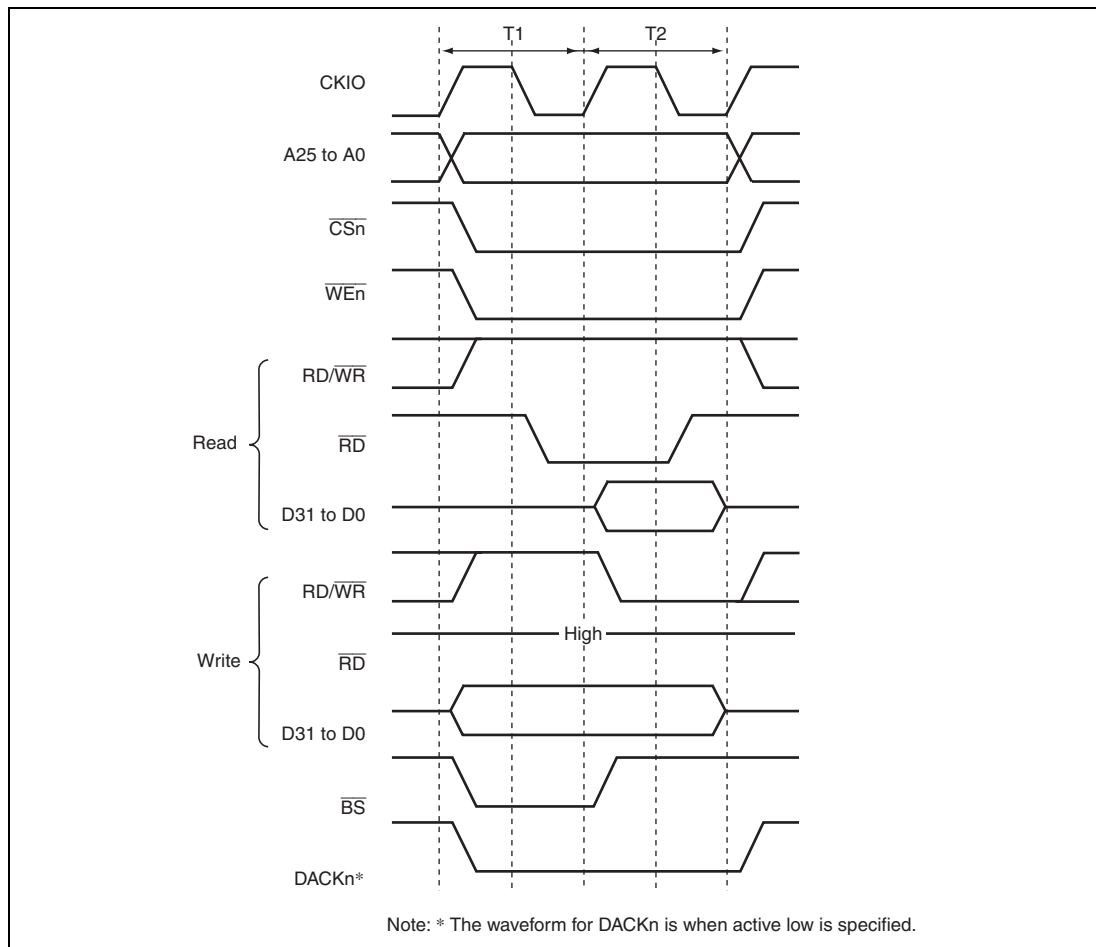 T1 T2
CKIO
A25 to A0
CSn
WEn
RD/WR
Read
RD
D31 to D0
RD/WR
High
Write
RD
D31 to D0
BS
DACKn*
Note: * The waveform for DACKn is when active low is specified.